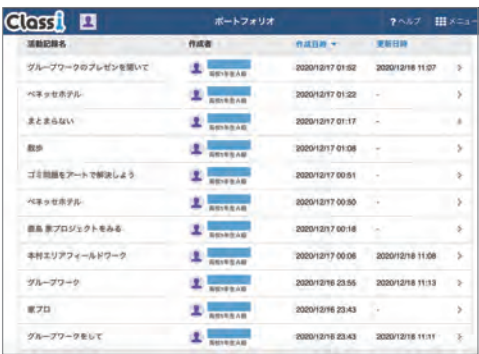 Classi ポートフォリオ ?ヘルプ メニュー
活動記録名 作成者 作成日時 更新日時
グループワークのプレゼンを聞いて 2020/12/17 01:52 2020/12/18 11:07
ベネッセホテル 2020/12/17 01:22 -
まとまらない 2020/12/17 01:17 -
散歩 2020/12/17 01:08 -
ゴミ問題をアートで解決しよう 2020/12/17 00:51 -
ベネッセホテル 2020/12/17 00:50 -
直島 家プロジェクトをみる 2020/12/17 00:18 -
本村エリアフィールドワーク 2020/12/17 00:06 2020/12/18 11:08
グループワーク 2020/12/16 23:55 2020/12/18 11:13
家プロ 2020/12/16 23:43 -
グループワークをして 2020/12/16 23:43 2020/12/18 11:11